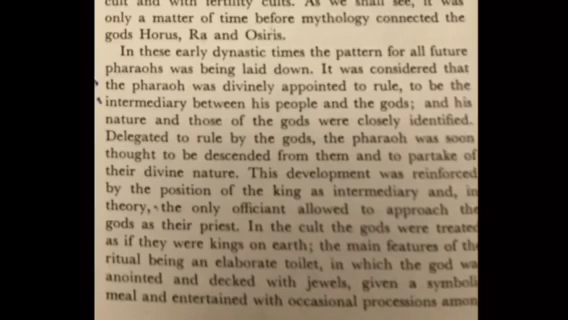 cult and with fertility cults. As we shall see, it was
only a matter of time before mythology connected the
gods Horus, Ra and Osiris.
In these early dynastic times the pattern for all future
pharaohs was being laid down. It was considered that
the pharaoh was divinely appointed to rule, to be the
intermediary between his people and the gods; and his
nature and those of the gods were closely identified.
Delegated to rule by the gods, the pharaoh was soon
thought to be descended from them and to partake of
their divine nature. This development was reinforced
by the position of the king as intermediary and, in
theory, the only officiant allowed to approach the
gods as their priest. In the cult the gods were treated
as if they were kings on earth; the main features of the
ritual being an elaborate toilet, in which the god wa
anointed and decked with jewels, given a symboli
meal and entertained with occasional processions amon